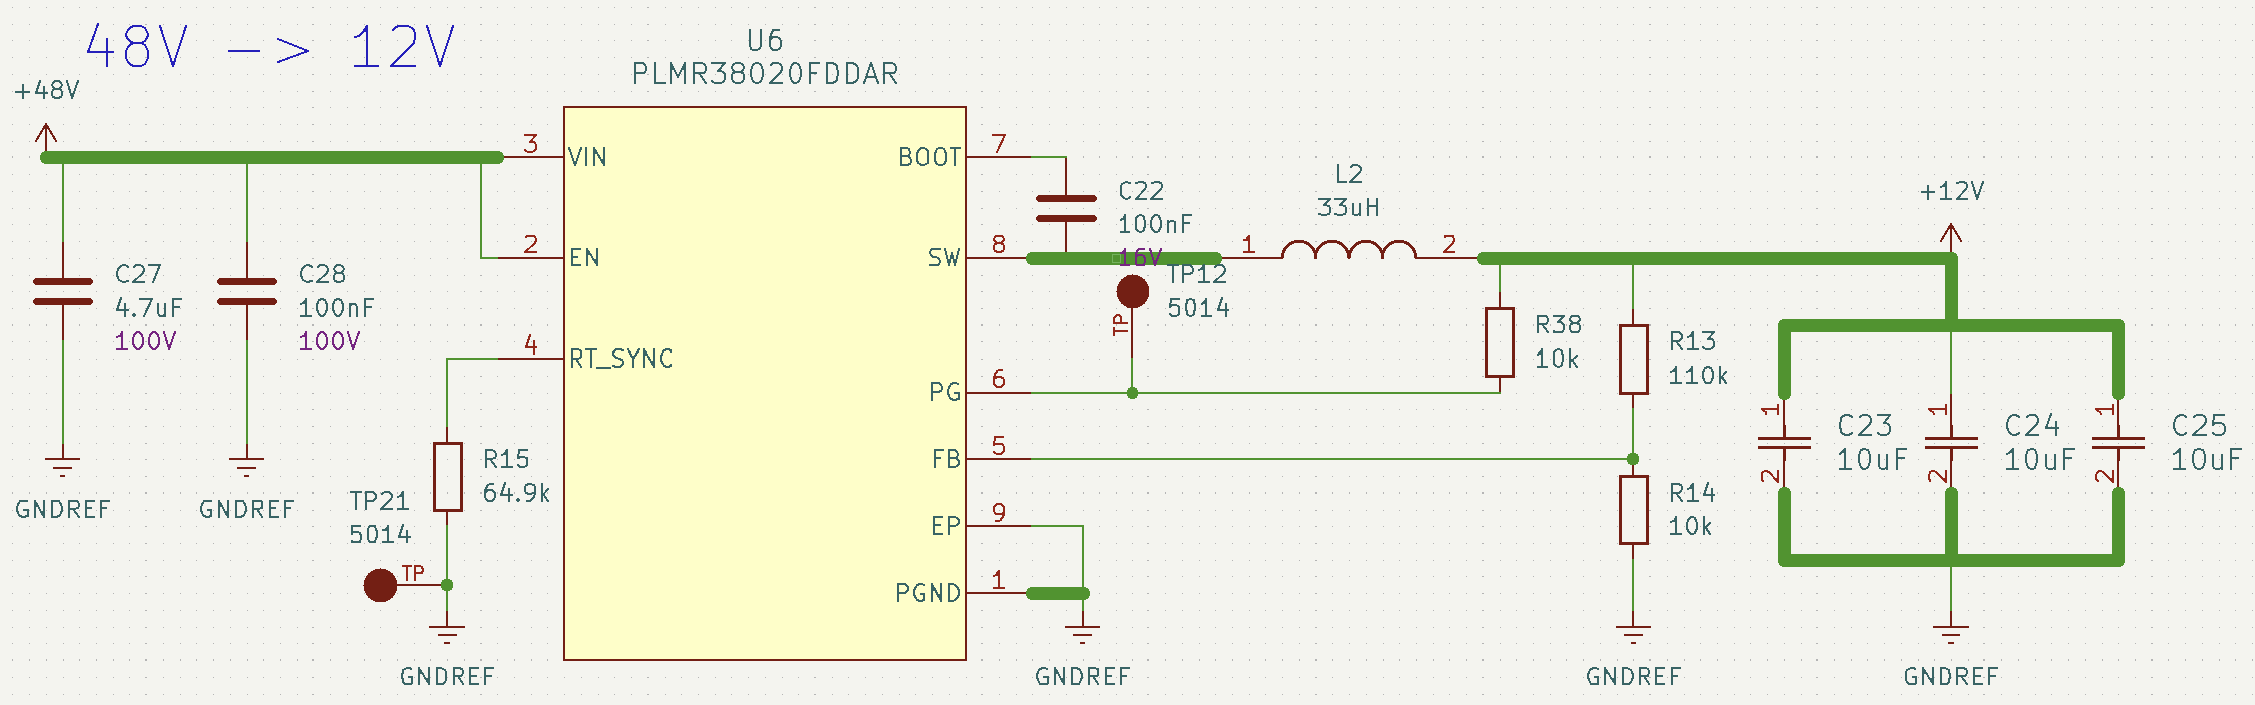 48V -> 12V
+48V
U6
PLMR38020FDDAR
3
VIN
2
EN
4
RT_SYNC
BOOT
7
SW
8
PG
6
FB
5
EP
9
PGND
1
C27
4.7uF
100V
GNDREF
C28
100nF
100V
GNDREF
R15
64.9k
TP21
5014
TP
GNDREF
C22
100nF
16V
TP12
5014
TP
GNDREF
L2
33uH
1
2
R38
10k
R13
110k
R14
10k
GNDREF
+12V
1
C23
10uF
2
1
C24
10uF
2
1
C25
10uF
2
GNDREF